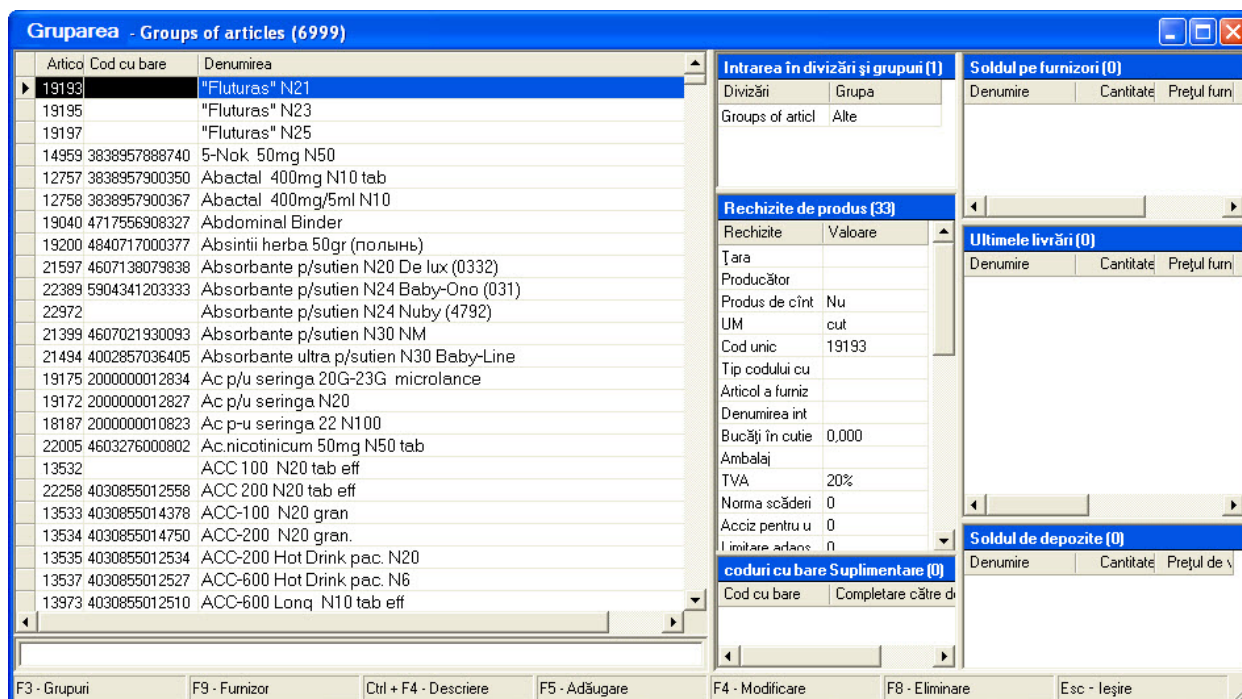 Gruparea - Groups of articles (6999)
Artico Cod cu bare Denumirea
19193 "Fluturas" N21
19195 "Fluturas" N23
19197 "Fluturas" N25
14959 3838957888740 5-Nok 50mg N50
12757 3838957900350 Abactal 400mg N10 tab
12758 3838957900367 Abactal 400mg/5ml N10
19040 4717556908327 Abdominal Binder
19200 4840717000377 Absintii herba 50gr (полынь)
21597 4607138079838 Absorbante p/sutien N20 De lux (0332)
22389 5904341203333 Absorbante p/sutien N24 Baby-Ono (031)
22972 Absorbante p/sutien N24 Nuby (4792)
21399 4607021930093 Absorbante p/sutien N30 NM
21494 4002857036405 Absorbante ultra p/sutien N30 Baby-Line
19175 2000000012834 Ac p/u seringa 20G-23G microlance
19172 2000000012827 Ac p/u seringa N20
18187 2000000010823 Ac p-u seringa 22 N100
22005 4603276000802 Ac.nicotinicum 50mg N50 tab
13532 ACC 100 N20 tab eff
22258 4030855012558 ACC 200 N20 tab eff
13533 4030855014378 ACC-100 N20 gran
13534 4030855014750 ACC-200 N20 gran.
13535 4030855012534 ACC-200 Hot Drink pac. N20
13537 4030855012527 ACC-600 Hot Drink pac. N6
13973 4030855012510 ACC-600 Long N10 tab eff
Intrarea în divizări şi grupuri (1)
Divizări Grupa
Groups of articl Alte
Rechizite de produs (33)
Rechizite Valoare
Ţara
Producător
Produs de cînt Nu
UM cut
Cod unic 19193
Tip codului cu
Articol a furniz
Denumirea int
Bucăţi în cutie 0,000
Ambalaj
TVA 20%
Norma scăderi 0
Acciz pentru u 0
Limitare adaos 0
coduri cu bare Suplimentare (0)
Cod cu bare Completare către d
Soldul pe furnizori (0)
Denumire Cantitate Preţul furn
Ultimele livrări (0)
Denumire Cantitate Preţul furn
Soldul de depozite (0)
Denumire Cantitate Preţul de v
F3 - Grupuri F9 - Furnizor Ctrl + F4 - Descriere F5 - Adăugare F4 - Modificare F8 - Eliminare Esc - Ieşire